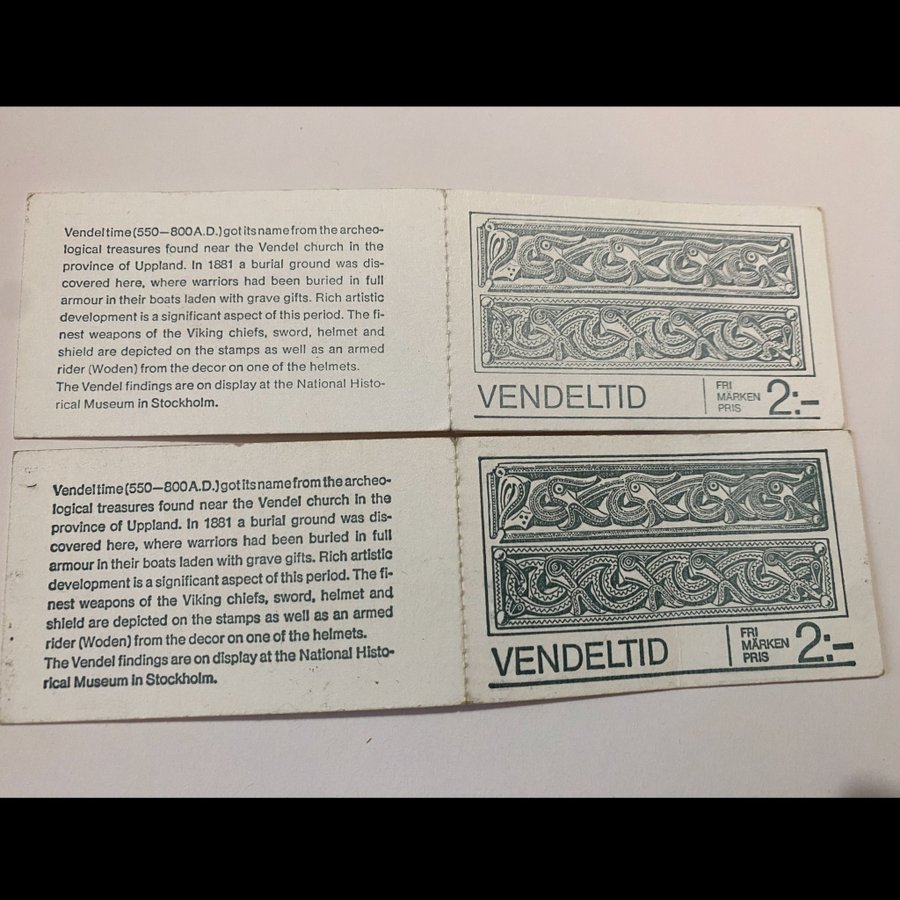 Vendeltime (550—800 A.D.) got its name from the archeo-
logical treasures found near the Vendel church in the
province of Uppland. In 1881 a burial ground was dis-
covered here, where warriors had been buried in full
armour in their boats laden with grave gifts. Rich artistic
development is a significant aspect of this period. The fi-
nest weapons of the Viking chiefs, sword, helmet and
shield are depicted on the stamps as well as an armed
rider (Woden) from the decor on one of the helmets.
The Vendel findings are on display at the National Histo-
rical Museum in Stockholm.
VENDELTID
FRI
MÄRKEN
PRIS
2:—
Vendeltime (550—800 A.D.) got its name from the archeo-
logical treasures found near the Vendel church in the
province of Uppland. In 1881 a burial ground was dis-
covered here, where warriors had been buried in full
armour in their boats laden with grave gifts. Rich artistic
development is a significant aspect of this period. The fi-
nest weapons of the Viking chiefs, sword, helmet and
shield are depicted on the stamps as well as an armed
rider (Woden) from the decor on one of the helmets.
The Vendel findings are on display at the National Histo-
rical Museum in Stockholm.
VENDELTID
FRI
MÄRKEN
PRIS
2:—